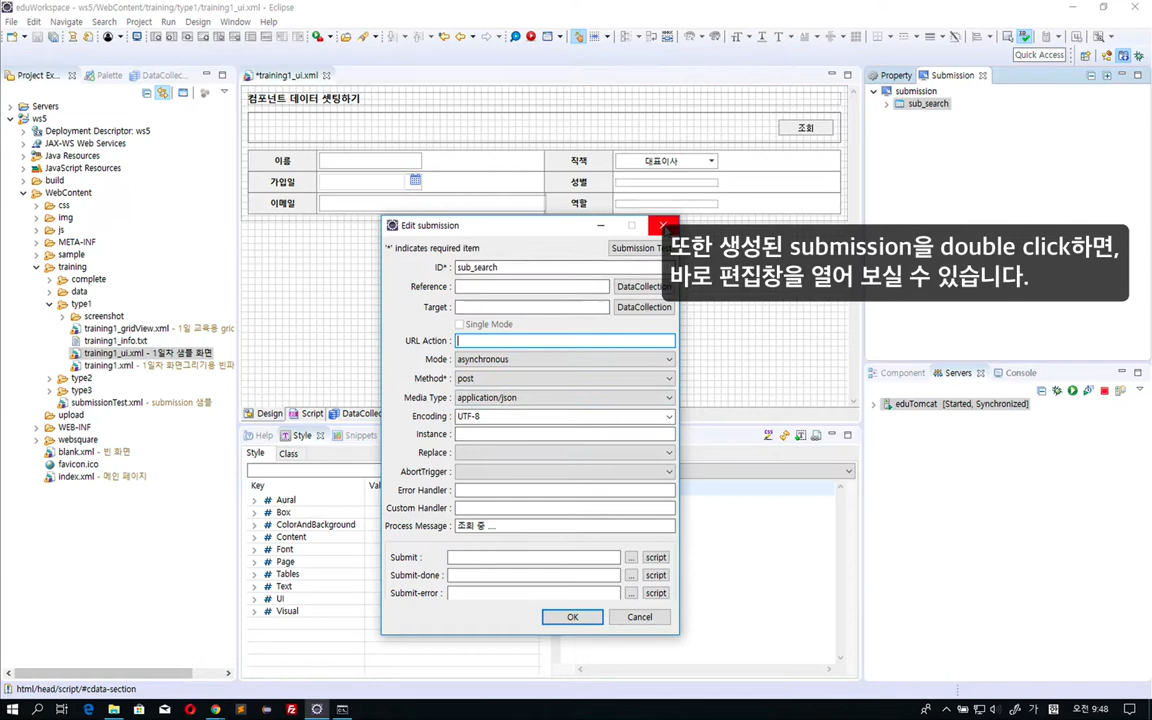 eduWorkspace - ws5/WebContent/training/type1/training1_ui.xml - Eclipse
File Edit Navigate Search Project Run Design Window Help
Quick Access
Project Ex... Palette DataCollec...
*training1_ui.xml
Property Submission
Servers
ws5
Deployment Descriptor: ws5
JAX-WS Web Services
Java Resources
JavaScript Resources
build
WebContent
css
img
js
META-INF
sample
training
complete
data
type1
screenshot
training1_gridView.xml - 1일 교육용 gric
training1_info.txt
training1_ui.xml - 1일자 샘플 화면
training1.xml - 1일자 화면그리기용 빈파
type2
type3
submissionTest.xml - submission 샘플
upload
WEB-INF
websquare
blank.xml - 빈 화면
favicon.ico
index.xml - 메인 페이지
컴포넌트 데이터 셋팅하기
조회
이름 직책 대표이사
가입일 성별
이메일 역할
submission
sub_search
Edit submission
'*' indicates required item Submission Test
ID* : sub_search
Reference : DataCollection
Target : DataCollection
Single Mode
URL Action :
Mode : asynchronous
Method* : post
Media Type : application/json
Encoding : UTF-8
Instance :
Replace :
AbortTrigger :
Error Handler :
Custom Handler :
Process Message : 조회 중 ....
Submit : ... script
Submit-done : ... script
Submit-error : ... script
OK Cancel
또한 생성된 submission을 double click하면,
바로 편집창을 열어 보실 수 있습니다.
Design Script DataCollec
Help Style Snippets
Style Class
Key Val
Aural
Box
ColorAndBackground
Content
Font
Page
Tables
Text
UI
Visual
Component Servers Console
eduTomcat [Started, Synchronized]
html/head/script/#cdata-section
가 오전 9:48